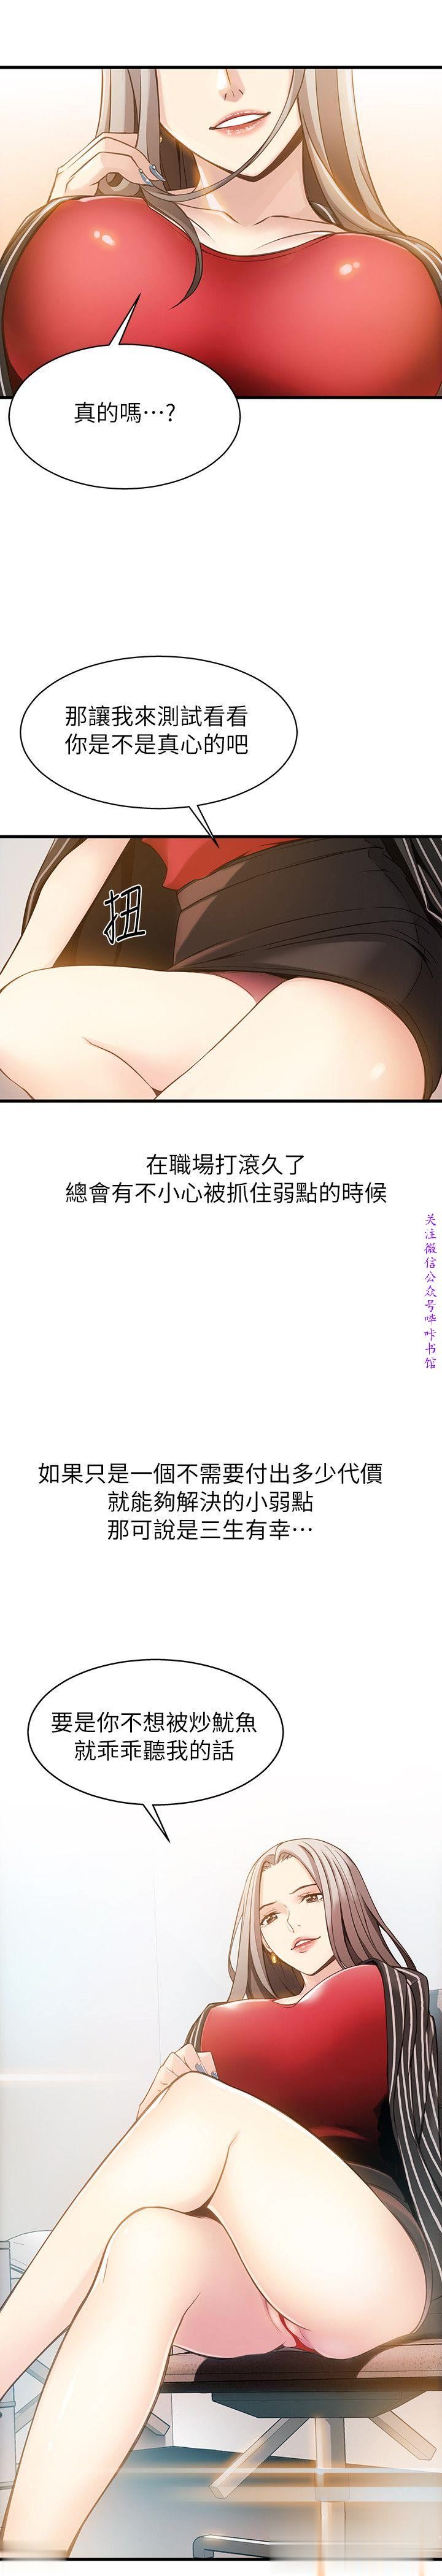 真的嗎…?
那讓我來測試看看
你是不是真心的吧
扭
在職場打滾久了
總會有不小心被抓住弱點的時候
关注微信公众号哔咔书馆
如果只是一個不需要付出多少代價
就能夠解決的小弱點
那可說是三生有幸…
要是你不想被炒魷魚
就乖乖聽我的話